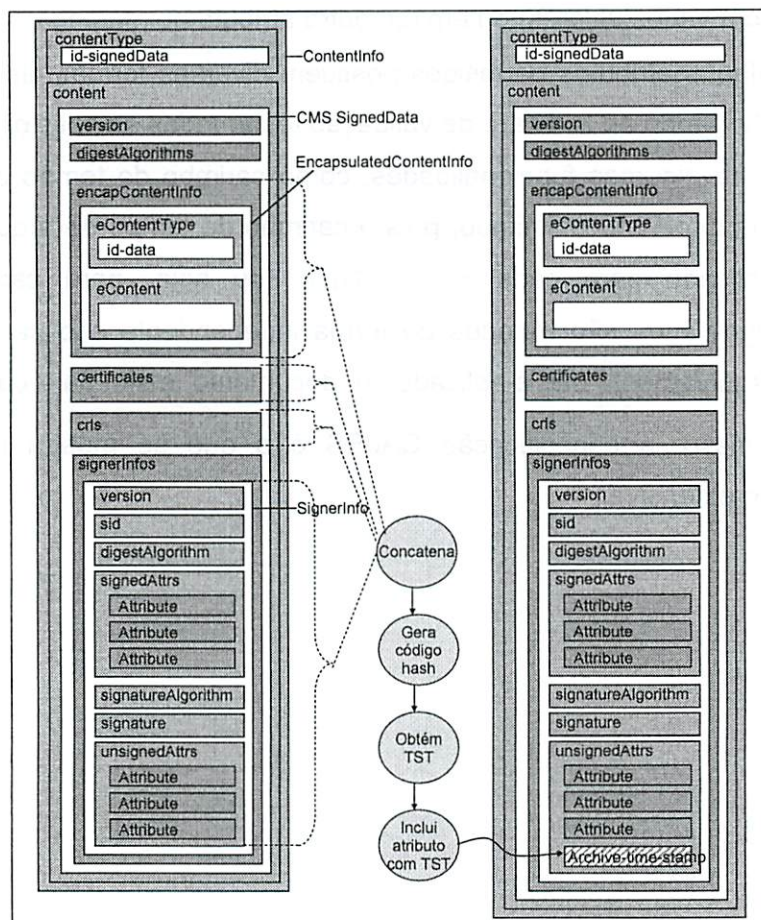 contentType
id-signedData
ContentInfo
content
version
CMS SignedData
digestAlgorithms
EncapsulatedContentInfo
encapContentInfo
eContentType
id-data
eContent
certificates
crls
signerInfos
version
SignerInfo
sid
digestAlgorithm
signedAttrs
Attribute
Attribute
Attribute
signatureAlgorithm
signature
unsignedAttrs
Attribute
Attribute
Attribute
Concatena
Gera
código
hash
Obtém
TST
Inclui
atributo
com TST
contentType
id-signedData
content
version
digestAlgorithms
encapContentInfo
eContentType
id-data
eContent
certificates
crls
signerInfos
version
sid
digestAlgorithm
signedAttrs
Attribute
Attribute
Attribute
signatureAlgorithm
signature
unsignedAttrs
Attribute
Attribute
Attribute
Archive-time-stamp